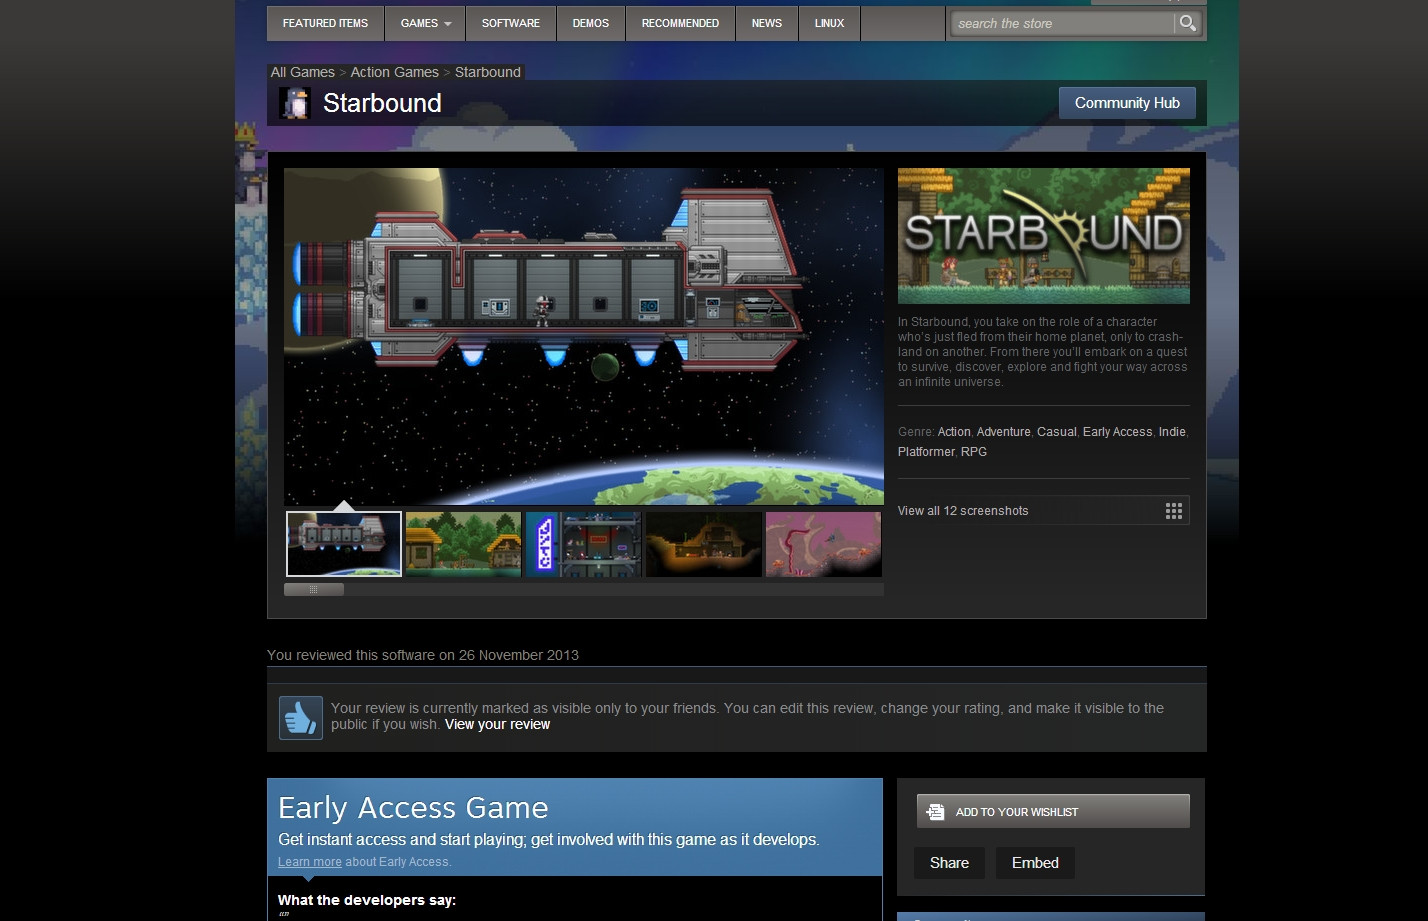 FEATURED ITEMS GAMES SOFTWARE DEMOS RECOMMENDED NEWS LINUX search the store
All Games > Action Games > Starbound
Starbound
Community Hub
STARBOUND
In Starbound, you take on the role of a character
who's just fled from their home planet, only to crash-
land on another. From there you'll embark on a quest
to survive, discover, explore and fight your way across
an infinite universe.
Genre: Action, Adventure, Casual, Early Access, Indie,
Platformer, RPG
View all 12 screenshots
You reviewed this software on 26 November 2013
Your review is currently marked as visible only to your friends. You can edit this review, change your rating, and make it visible to the
public if you wish. View your review
Early Access Game
Get instant access and start playing; get involved with this game as it develops.
Learn more about Early Access.
What the developers say:
ADD TO YOUR WISHLIST
Share Embed